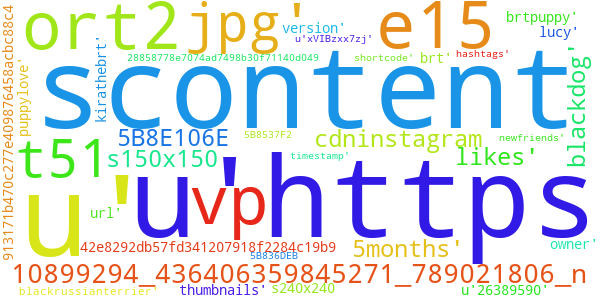 ort2 jpg' e15
version' u'xVIBzxx7zj'
brtpuppy' lucy'
28858778e7074ad7498b30f71140d049 shortcode' brt' hashtags'
puppylove' kirathebrt' scontent blackdog'
913171b470c277e409876458acbc88c4
5B8E106E 5B8537F2 cdninstagram newfriends'
t51 s150x150 timestamp' likes'
u' u' vp 'https
url' owner'
42e8292db57fd341207918f2284c19b9 5B836DEB 5months'
10899294_436406359845271_789021806_n
blackrussianterrier' thumbnails' s240x240 u'26389590'